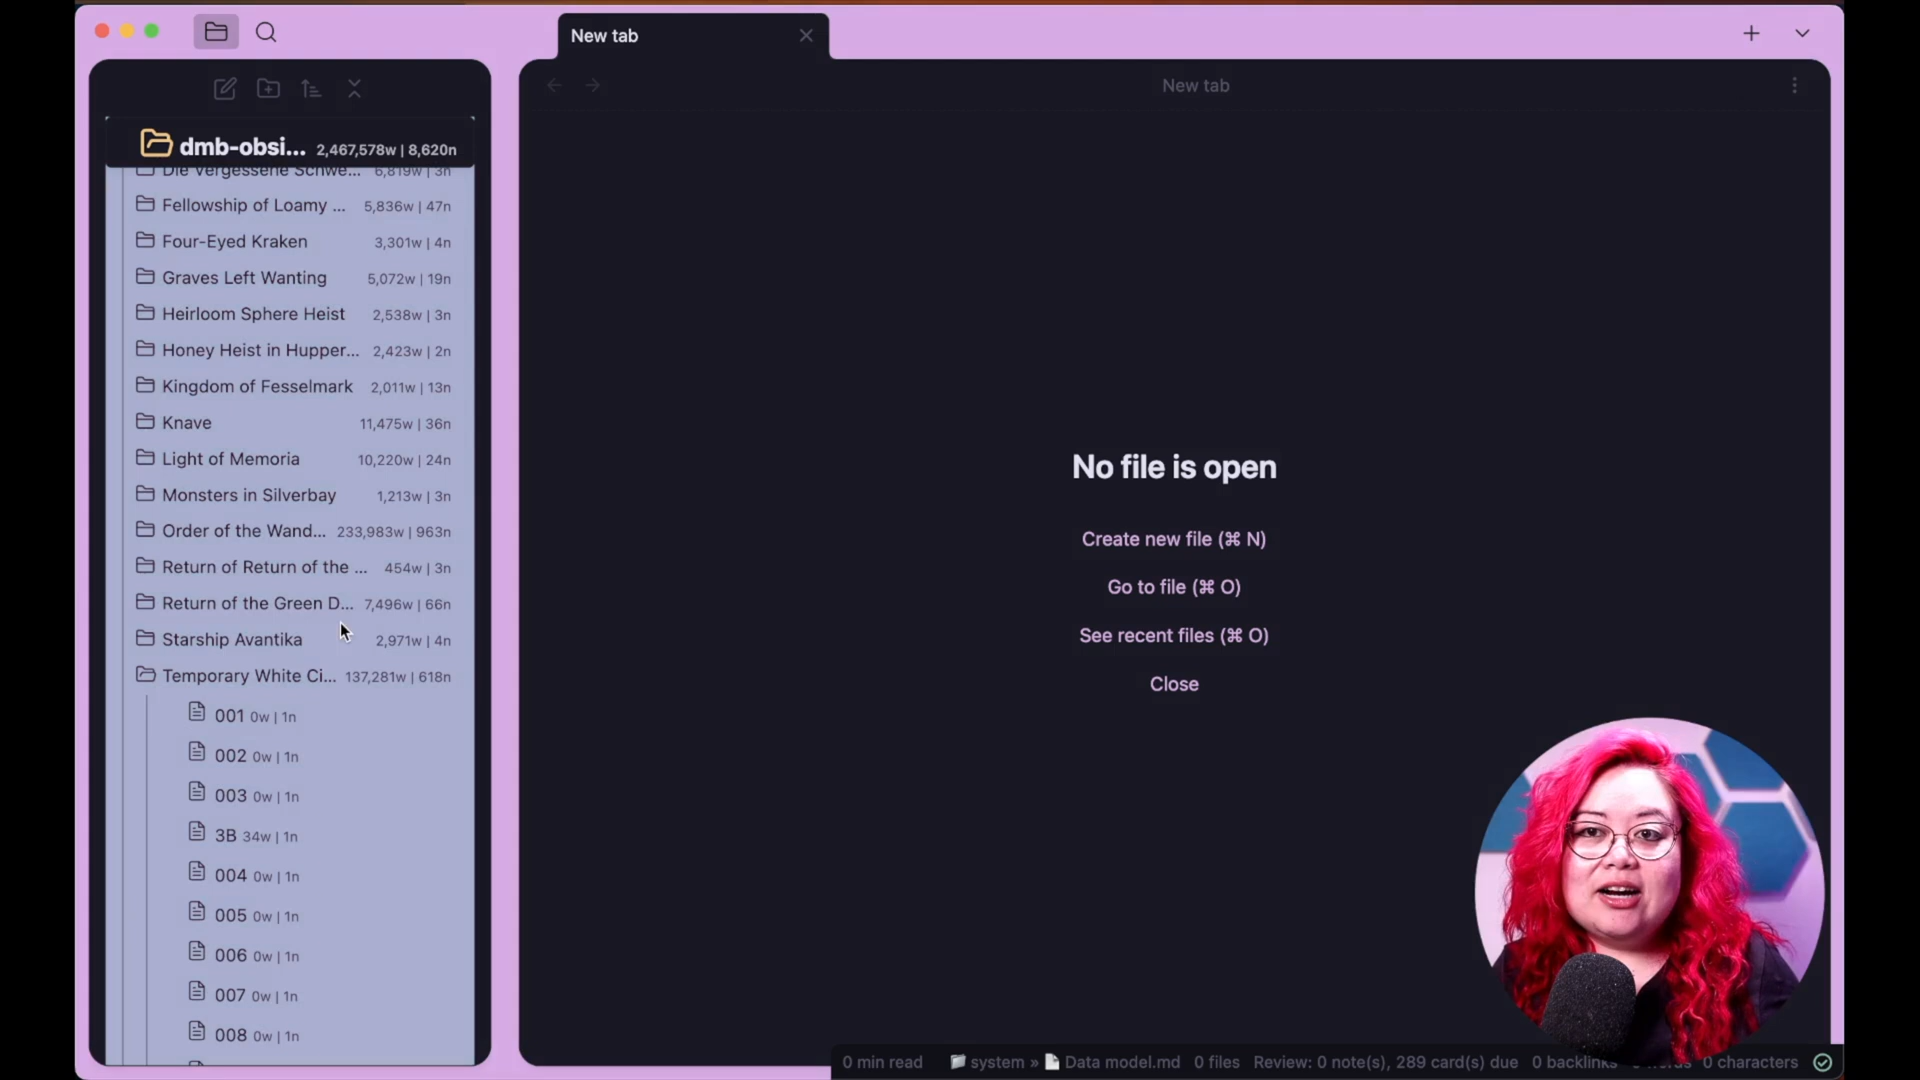 New tab
New tab
dmb-obsi... 2,467,578w | 8,620n
Die Vergessene Schwe... 6,819w | 3n
Fellowship of Loamy ... 5,836w | 47n
Four-Eyed Kraken 3,301w | 4n
Graves Left Wanting 5,072w | 19n
Heirloom Sphere Heist 2,538w | 3n
Honey Heist in Hupper... 2,423w | 2n
Kingdom of Fesselmark 2,011w | 13n
Knave 11,475w | 36n
Light of Memoria 10,220w | 24n
Monsters in Silverbay 1,213w | 3n
Order of the Wand... 233,983w | 963n
Return of Return of the ... 454w | 3n
Return of the Green D... 7,496w | 66n
Starship Avantika 2,971w | 4n
Temporary White Ci... 137,281w | 618n
001 0w | 1n
002 0w | 1n
003 0w | 1n
3B 34w | 1n
004 0w | 1n
005 0w | 1n
006 0w | 1n
007 0w | 1n
008 0w | 1n
No file is open
Create new file (⌘ N)
Go to file (⌘ O)
See recent files (⌘ O)
Close
0 min read system » Data model.md 0 files Review: 0 note(s), 289 card(s) due 0 backlinks 0 characters